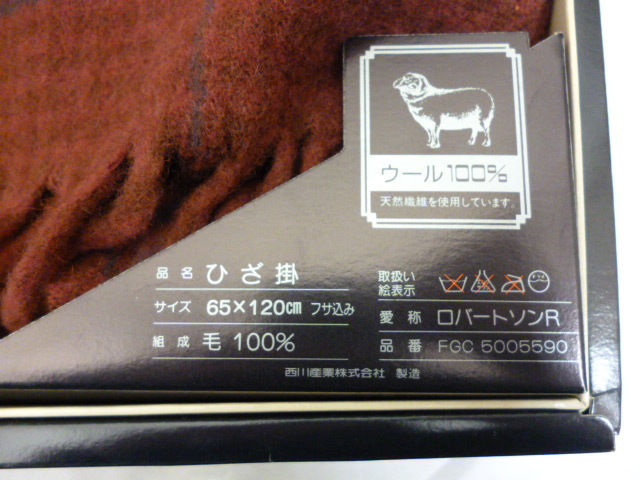 ウール100%
天然繊維を使用しています。
品名 ひざ掛
サイズ 65×120cm フサ込み
組成 毛 100%
取扱い
絵表示
愛称 ロバートソンR
品番 FGC 5005590
西川産業株式会社 製造